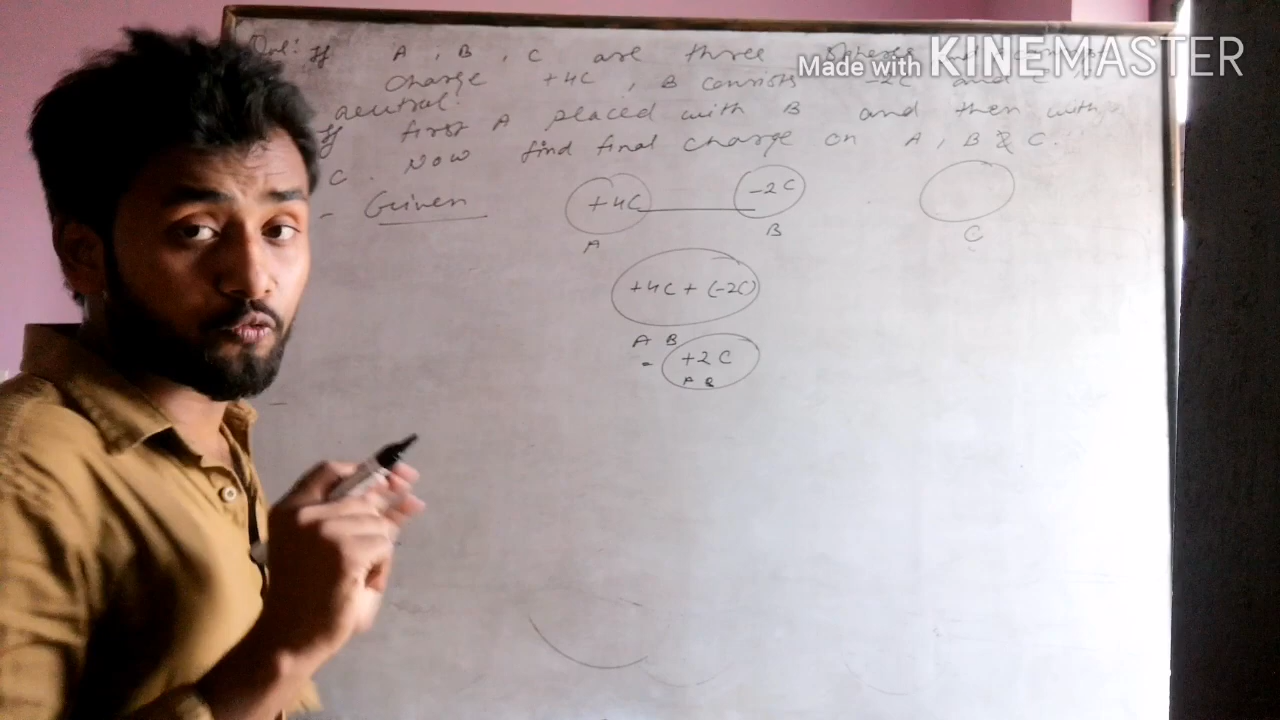 Que: If A, B, C are three
Made with KINEMASTER
charge +4C, B consists -2C and C
neutral.
If first A placed with B and then with
C. Now find final charge on A, B & C.
- Given
+4C -2C
A B C
+4C + (-2C)
A B
= +2C
A B